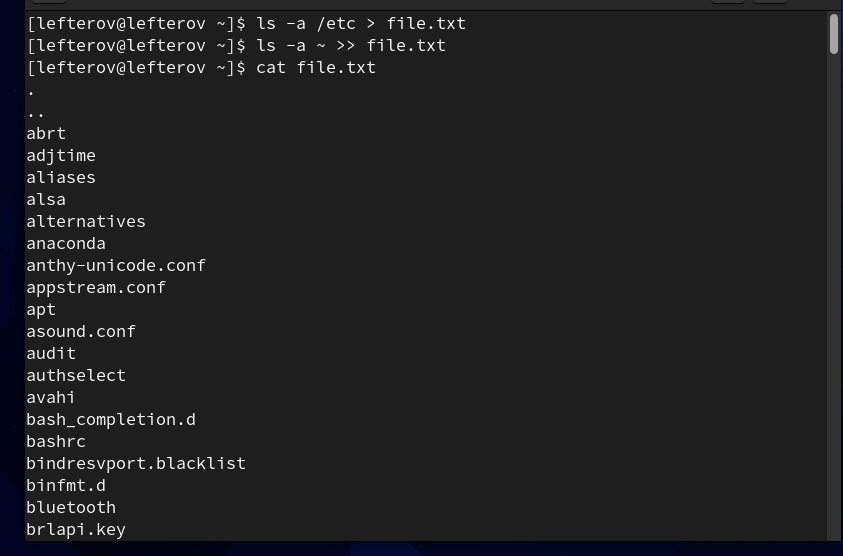 [lefterov@lefterov ~]$ ls -a /etc > file.txt
[lefterov@lefterov ~]$ ls -a ~ >> file.txt
[lefterov@lefterov ~]$ cat file.txt
.
..
abrt
adjtime
aliases
alsa
alternatives
anaconda
anthy-unicode.conf
appstream.conf
apt
asound.conf
audit
authselect
avahi
bash_completion.d
bashrc
bindresvport.blacklist
binfmt.d
bluetooth
brlapi.key